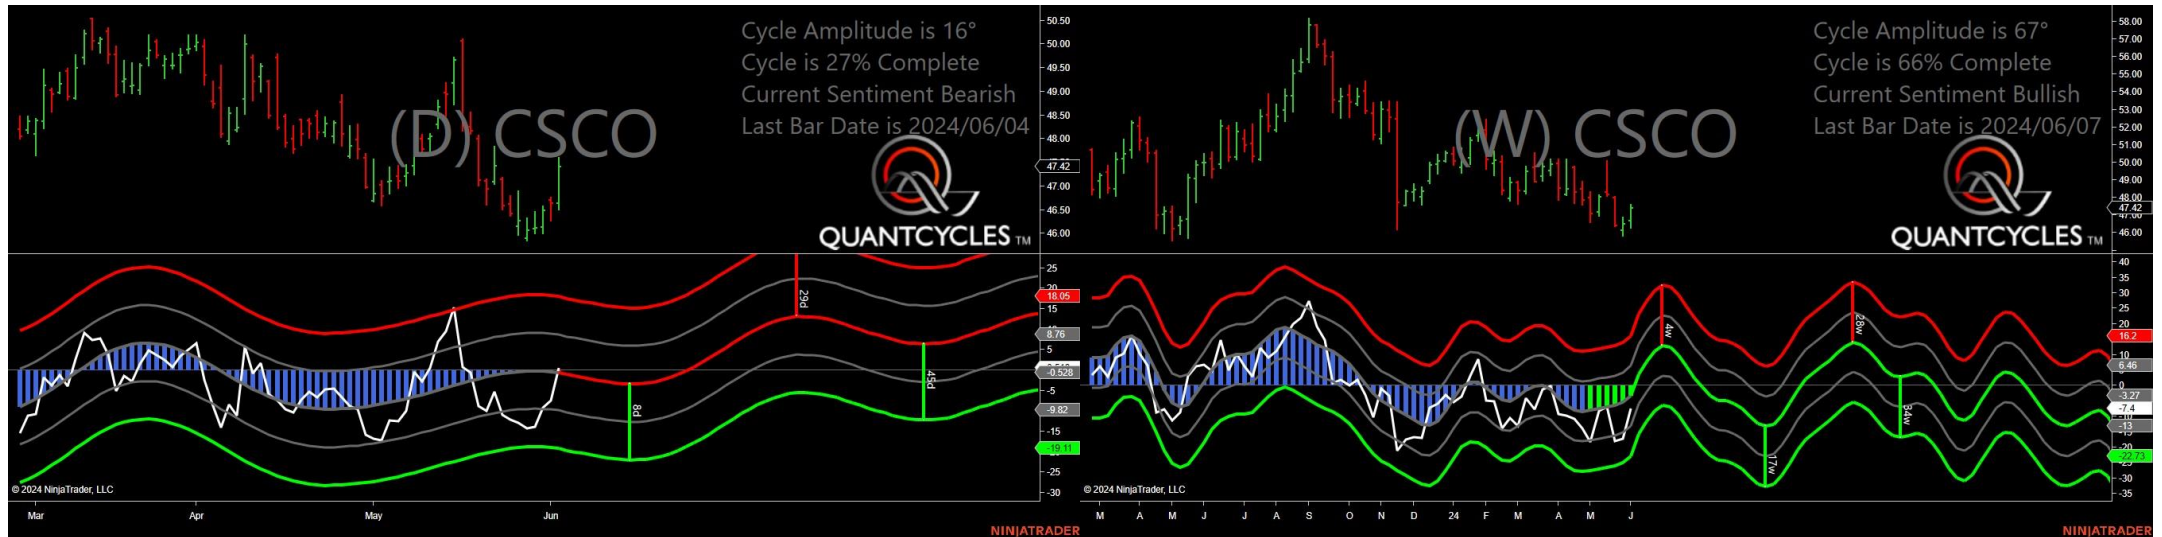 Cycle Amplitude is 16°
Cycle is 27% Complete
Current Sentiment Bearish
Last Bar Date is 2024/06/04
(D) CSCO
QUANTCYCLES TM
50.50
50.00
49.50
49.00
48.50
48.00
47.42
47.00
46.50
46.00
25
20
18.05
15
8.76
5
-0.528
-5
-9.82
-15
-19.11
-25
-30
29d
8d
45d
© 2024 NinjaTrader, LLC
Mar Apr May Jun
NINJATRADER
Cycle Amplitude is 67°
Cycle is 66% Complete
Current Sentiment Bullish
Last Bar Date is 2024/06/07
(W) CSCO
QUANTCYCLES TM
58.00
57.00
56.00
55.00
54.00
53.00
52.00
51.00
50.00
49.00
48.00
47.42
47.00
46.00
40
35
30
25
20
16.2
10
6.46
0
-3.27
-7.4
-13
-20
-22.73
-30
-35
4w
17w
28w
34w
© 2024 NinjaTrader, LLC
M A M J J A S O N D 24 F M A M J
NINJATRADER